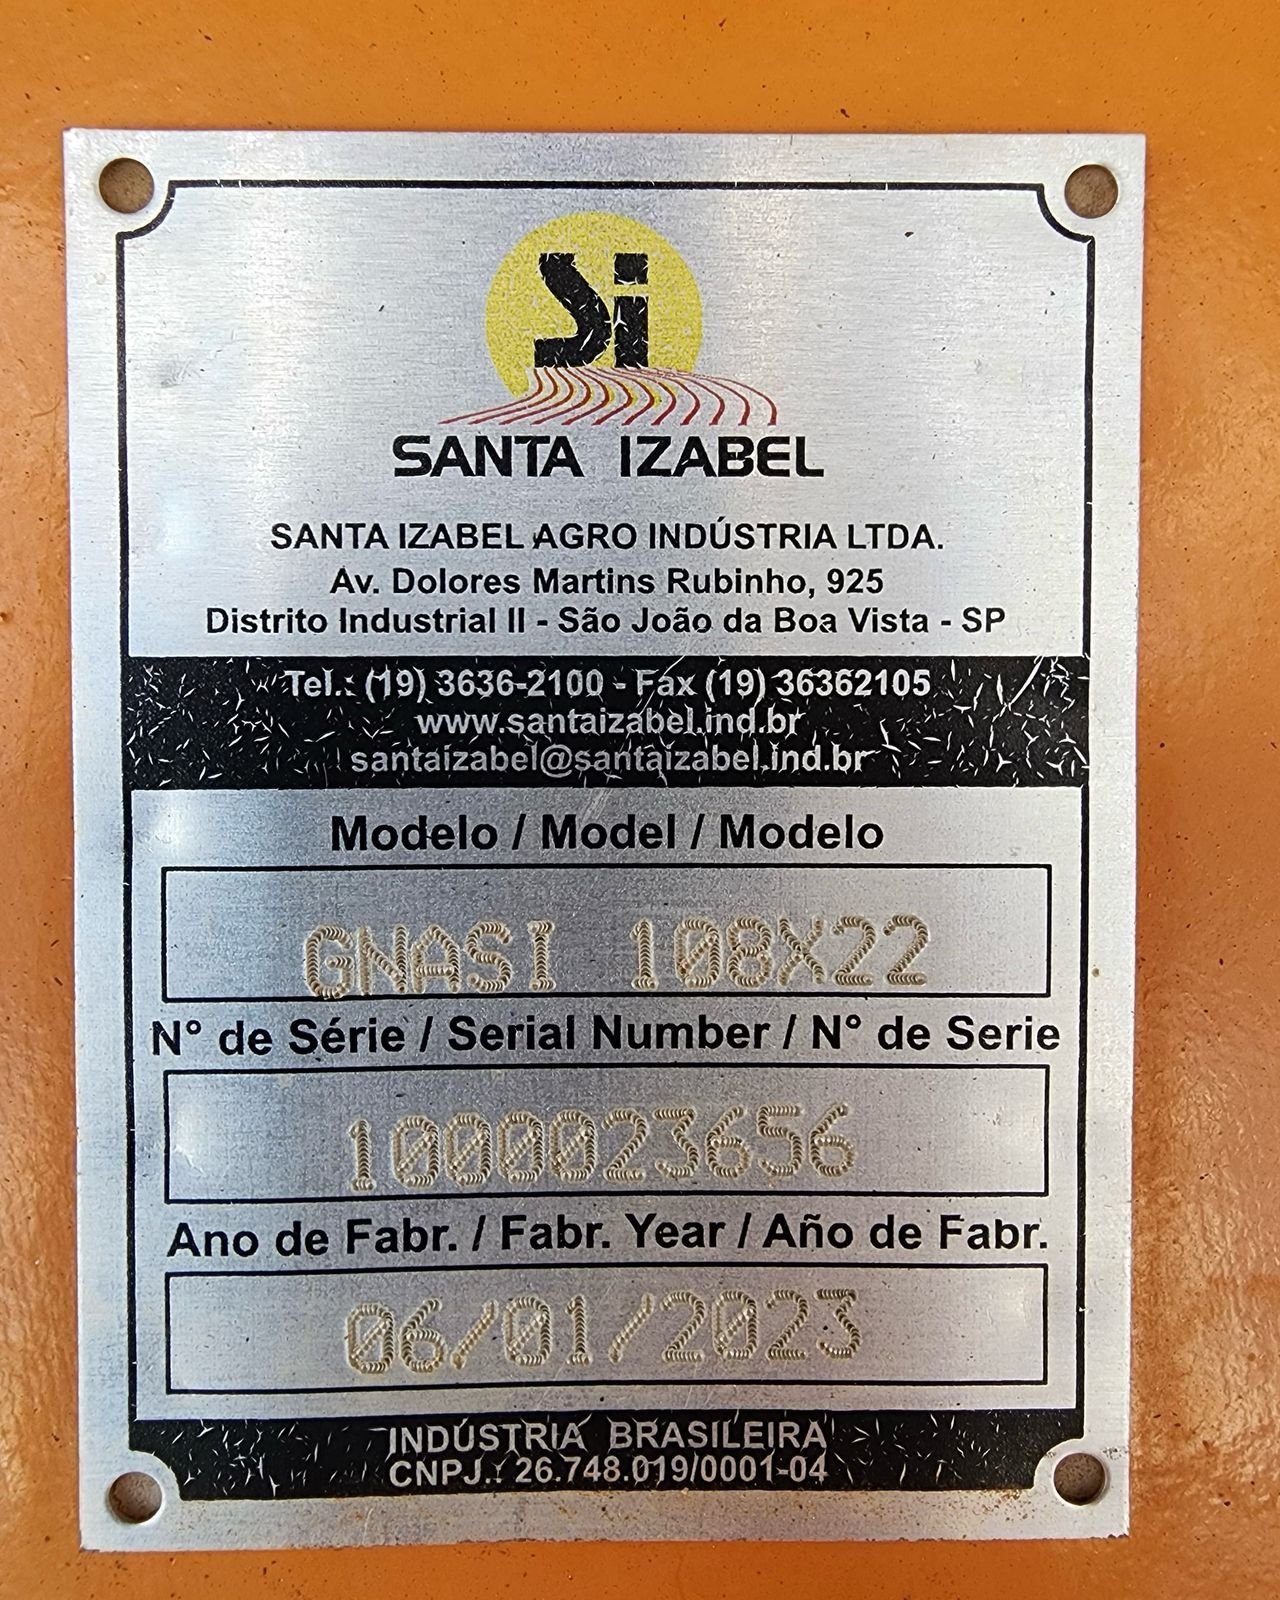 Si
SANTA IZABEL
SANTA IZABEL AGRO INDÚSTRIA LTDA.
Av. Dolores Martins Rubinho, 925
Distrito Industrial II - São João da Boa Vista - SP
Tel.: (19) 3636-2100 - Fax (19) 36362105
www.santaizabel.ind.br
santaizabel@santaizabel.ind.br
Modelo / Model / Modelo
GNASI 108X22
N° de Série / Serial Number / N° de Serie
1000023656
Ano de Fabr. / Fabr. Year / Año de Fabr.
06/01/2023
INDÚSTRIA BRASILEIRA
CNPJ.: 26.748.019/0001-04